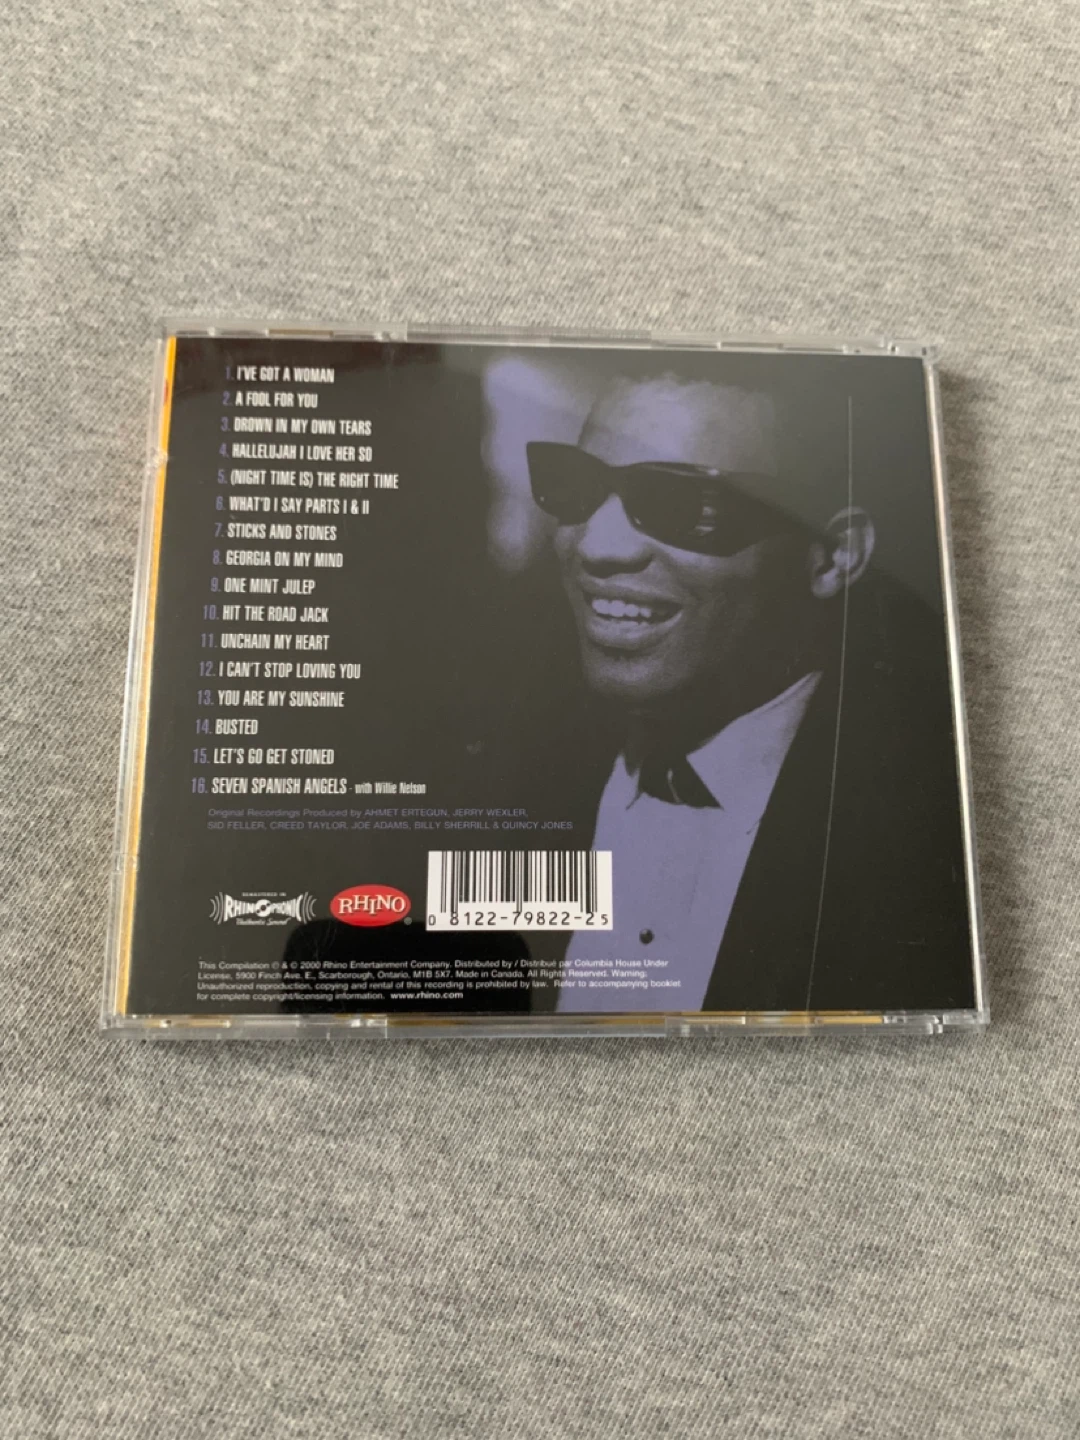 1. I'VE GOT A WOMAN
2. A FOOL FOR YOU
3. DROWN IN MY OWN TEARS
4. HALLELUJAH I LOVE HER SO
5. (NIGHT TIME IS) THE RIGHT TIME
6. WHAT'D I SAY PARTS I & II
7. STICKS AND STONES
8. GEORGIA ON MY MIND
9. ONE MINT JULEP
10. HIT THE ROAD JACK
11. UNCHAIN MY HEART
12. I CAN'T STOP LOVING YOU
13. YOU ARE MY SUNSHINE
14. BUSTED
15. LET'S GO GET STONED
16. SEVEN SPANISH ANGELS - with Willie Nelson
Original Recordings Produced by AHMET ERTEGUN, JERRY WEXLER,
SID FELLER, CREED TAYLOR, JOE ADAMS, BILLY SHERRILL & QUINCY JONES
REMASTERED IN
RHINOPHONIC
Authentic Sound
RHINO
0 8122-79822-2 5
This Compilation ℗ & © 2000 Rhino Entertainment Company. Distributed by / Distribué par Columbia House Under
License, 5900 Finch Ave. E., Scarborough, Ontario, M1B 5X7. Made in Canada. All Rights Reserved. Warning.
Unauthorized reproduction, copying and rental of this recording is prohibited by law. Refer to accompanying booklet
for complete copyright/licensing information. www.rhino.com